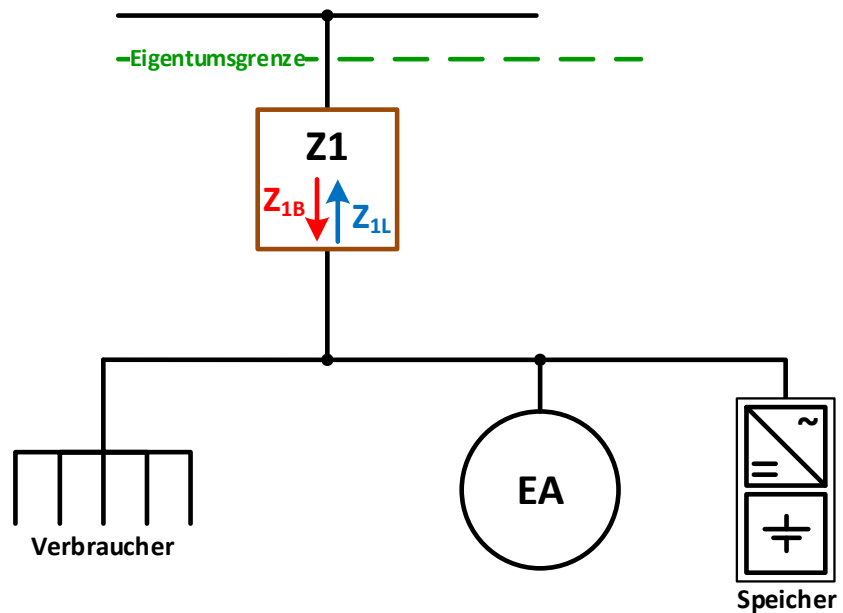 Eigentumsgrenze
Z1
Z1B
Z1L
EA
Verbraucher
Speicher